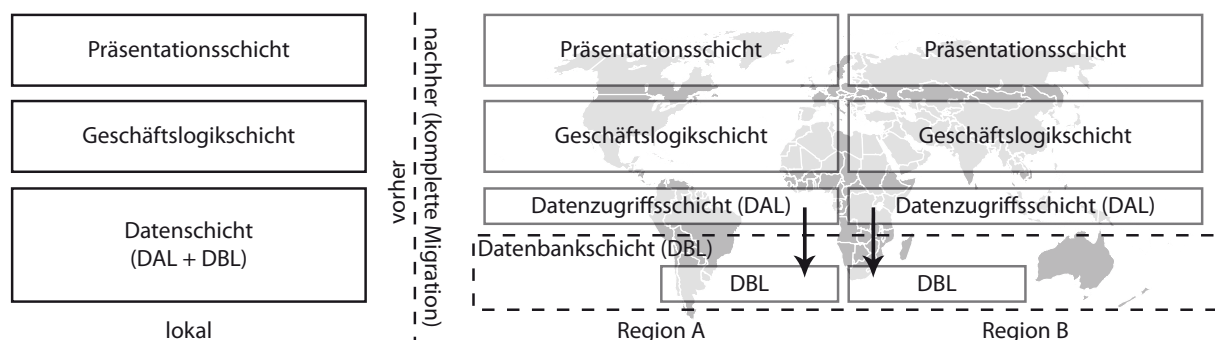 Präsentationsschicht
Geschäftslogikschicht
Datenschicht
(DAL + DBL)
lokal
vorher
nachher (komplette Migration)
Präsentationsschicht
Präsentationsschicht
Geschäftslogikschicht
Geschäftslogikschicht
Datenzugriffsschicht (DAL)
Datenzugriffsschicht (DAL)
Datenbankschicht (DBL)
DBL
DBL
Region A
Region B